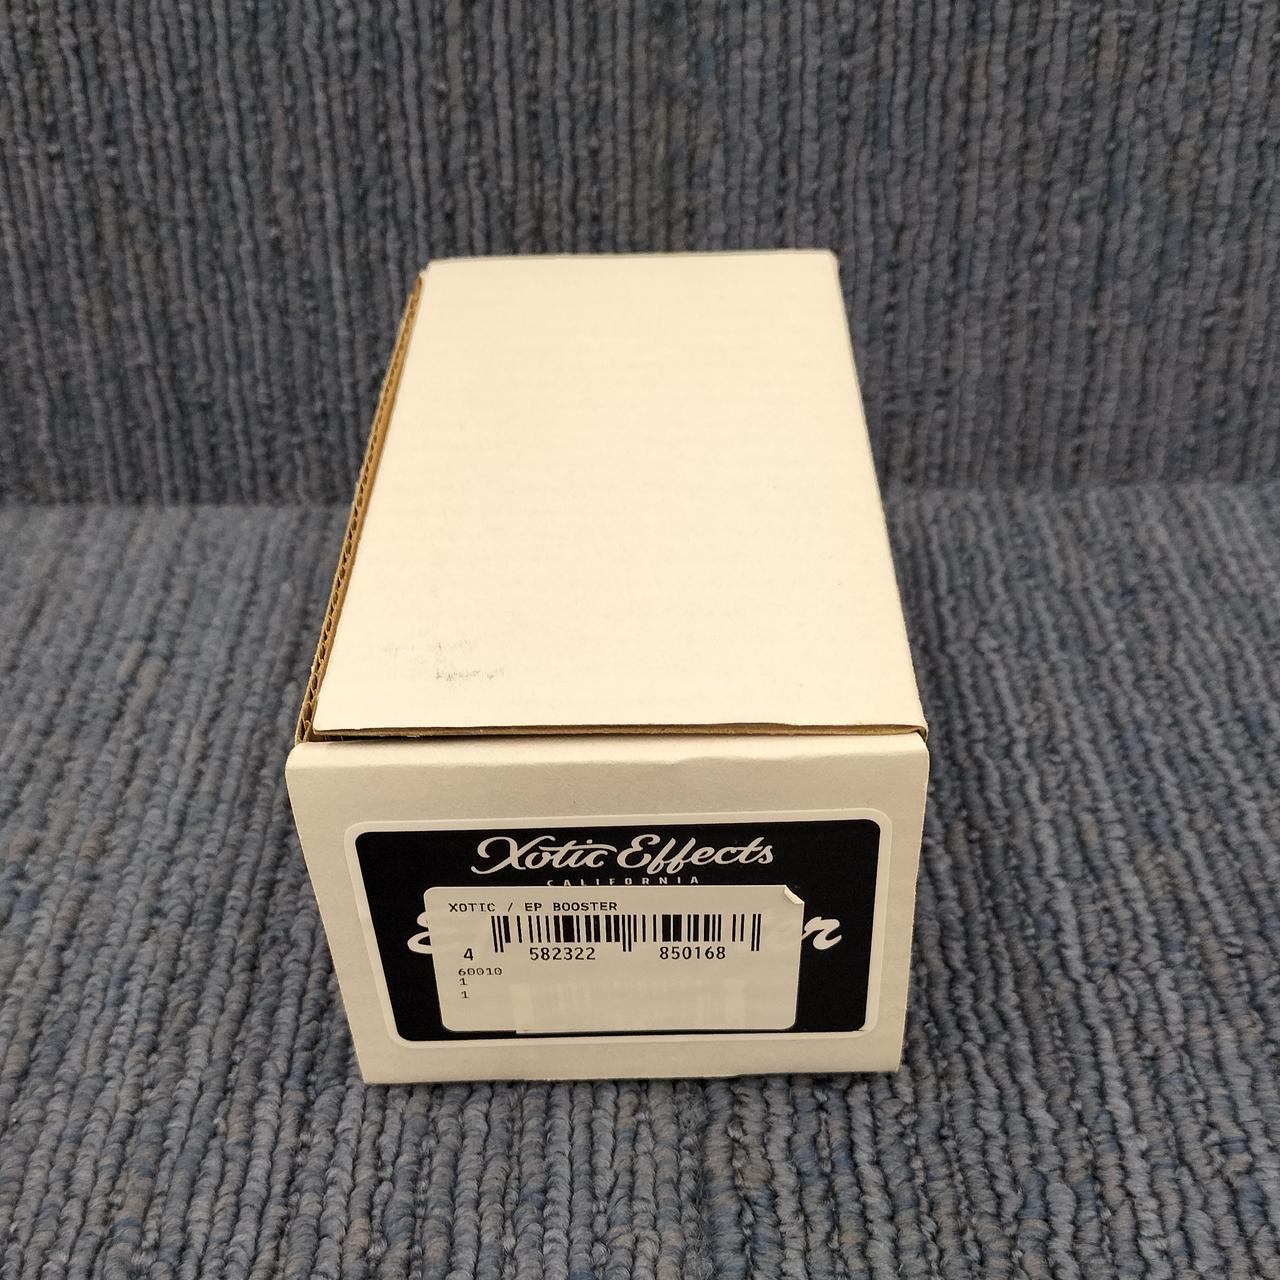 Xotic Effects
CALIFORNIA
XOTIC / EP BOOSTER
4 582322 850168
60010
1
1